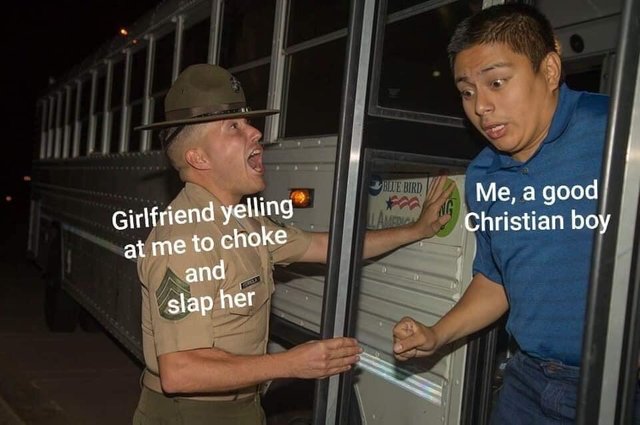 Girlfriend yelling
at me to choke
and
slap her
Me, a good
Christian boy
BLUE BIRD